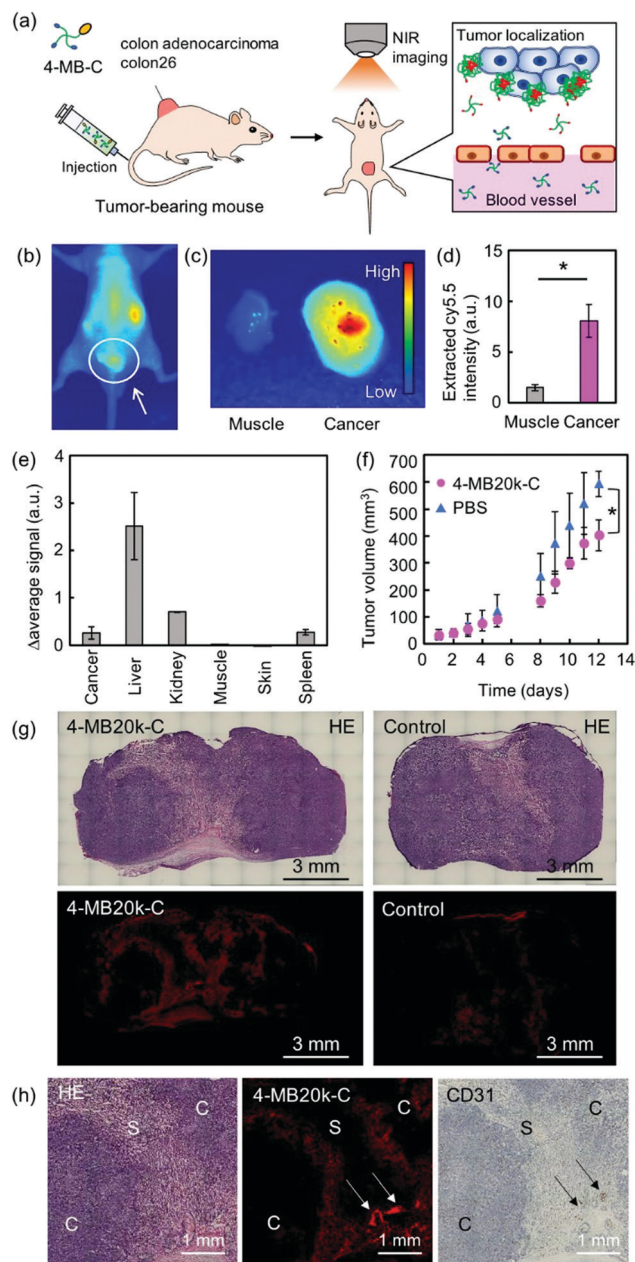 (a)
4-MB-C
colon adenocarcinoma
colon26
Injection
Tumor-bearing mouse
NIR
imaging
Tumor localization
Blood vessel
(b)
(c)
High
Low
Muscle Cancer
(d)
Extracted cy5.5
intensity (a.u.)
15
10
5
0
*
Muscle Cancer
(e)
Δaverage signal (a.u.)
4
3
2
1
0
Cancer
Liver
Kidney
Muscle
Skin
Spleen
(f)
Tumor volume (mm³)
700
600
500
400
300
200
100
0
4-MB20k-C
PBS
*
0 2 4 6 8 10 12 14
Time (days)
(g)
4-MB20k-C HE
3 mm
Control HE
3 mm
4-MB20k-C
3 mm
Control
3 mm
(h)
HE
S
C
C
1 mm
4-MB20k-C
S
C
C
1 mm
CD31
S
C
C
1 mm